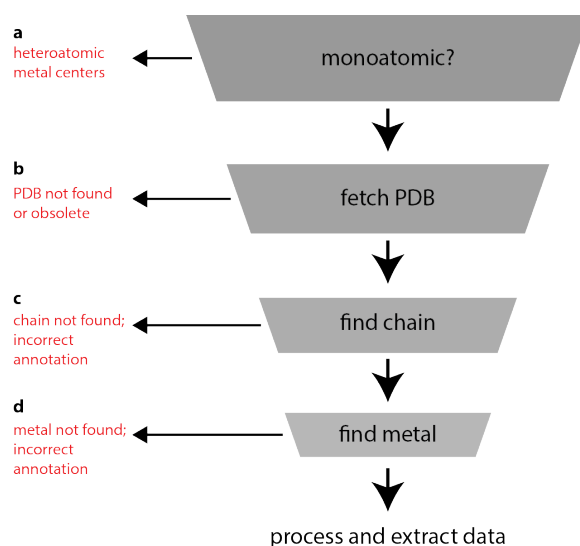 a
heteroatomic
metal centers
monoatomic?
b
PDB not found
or obsolete
fetch PDB
c
chain not found;
incorrect
annotation
find chain
d
metal not found;
incorrect
annotation
find metal
process and extract data